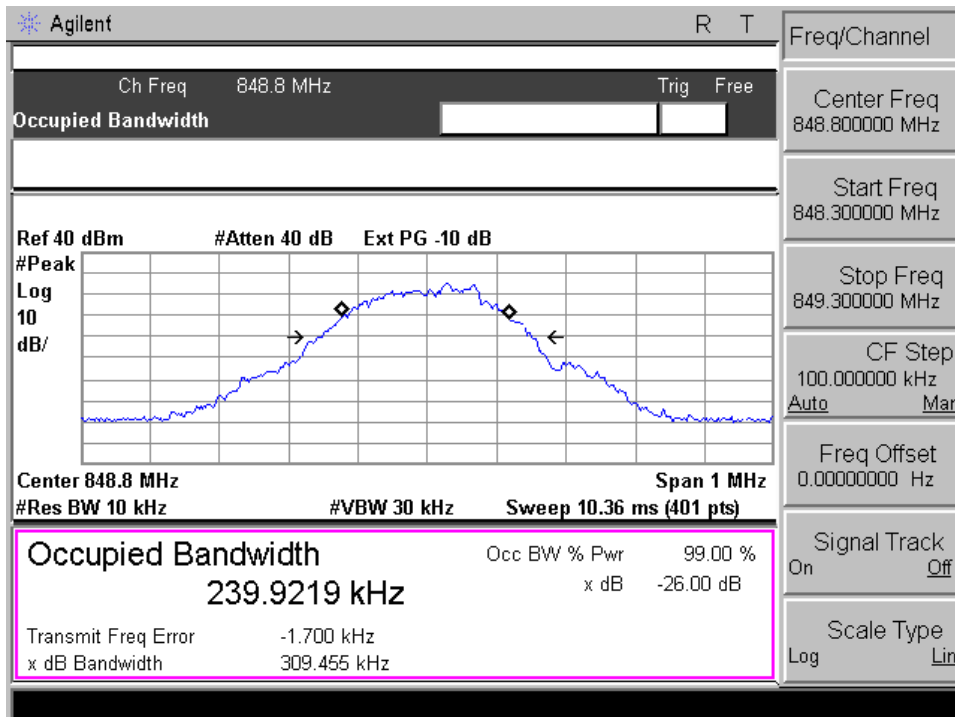 Agilent R T
Ch Freq 848.8 MHz Trig Free
Occupied Bandwidth
Ref 40 dBm #Atten 40 dB Ext PG -10 dB
#Peak
Log
10
dB/
Center 848.8 MHz Span 1 MHz
#Res BW 10 kHz #VBW 30 kHz Sweep 10.36 ms (401 pts)
Occupied Bandwidth Occ BW % Pwr 99.00 %
239.9219 kHz x dB -26.00 dB
Transmit Freq Error -1.700 kHz
x dB Bandwidth 309.455 kHz
Freq/Channel
Center Freq
848.800000 MHz
Start Freq
848.300000 MHz
Stop Freq
849.300000 MHz
CF Step
100.000000 kHz
Auto Mar
Freq Offset
0.00000000 Hz
Signal Track
On Off
Scale Type
Log Lin